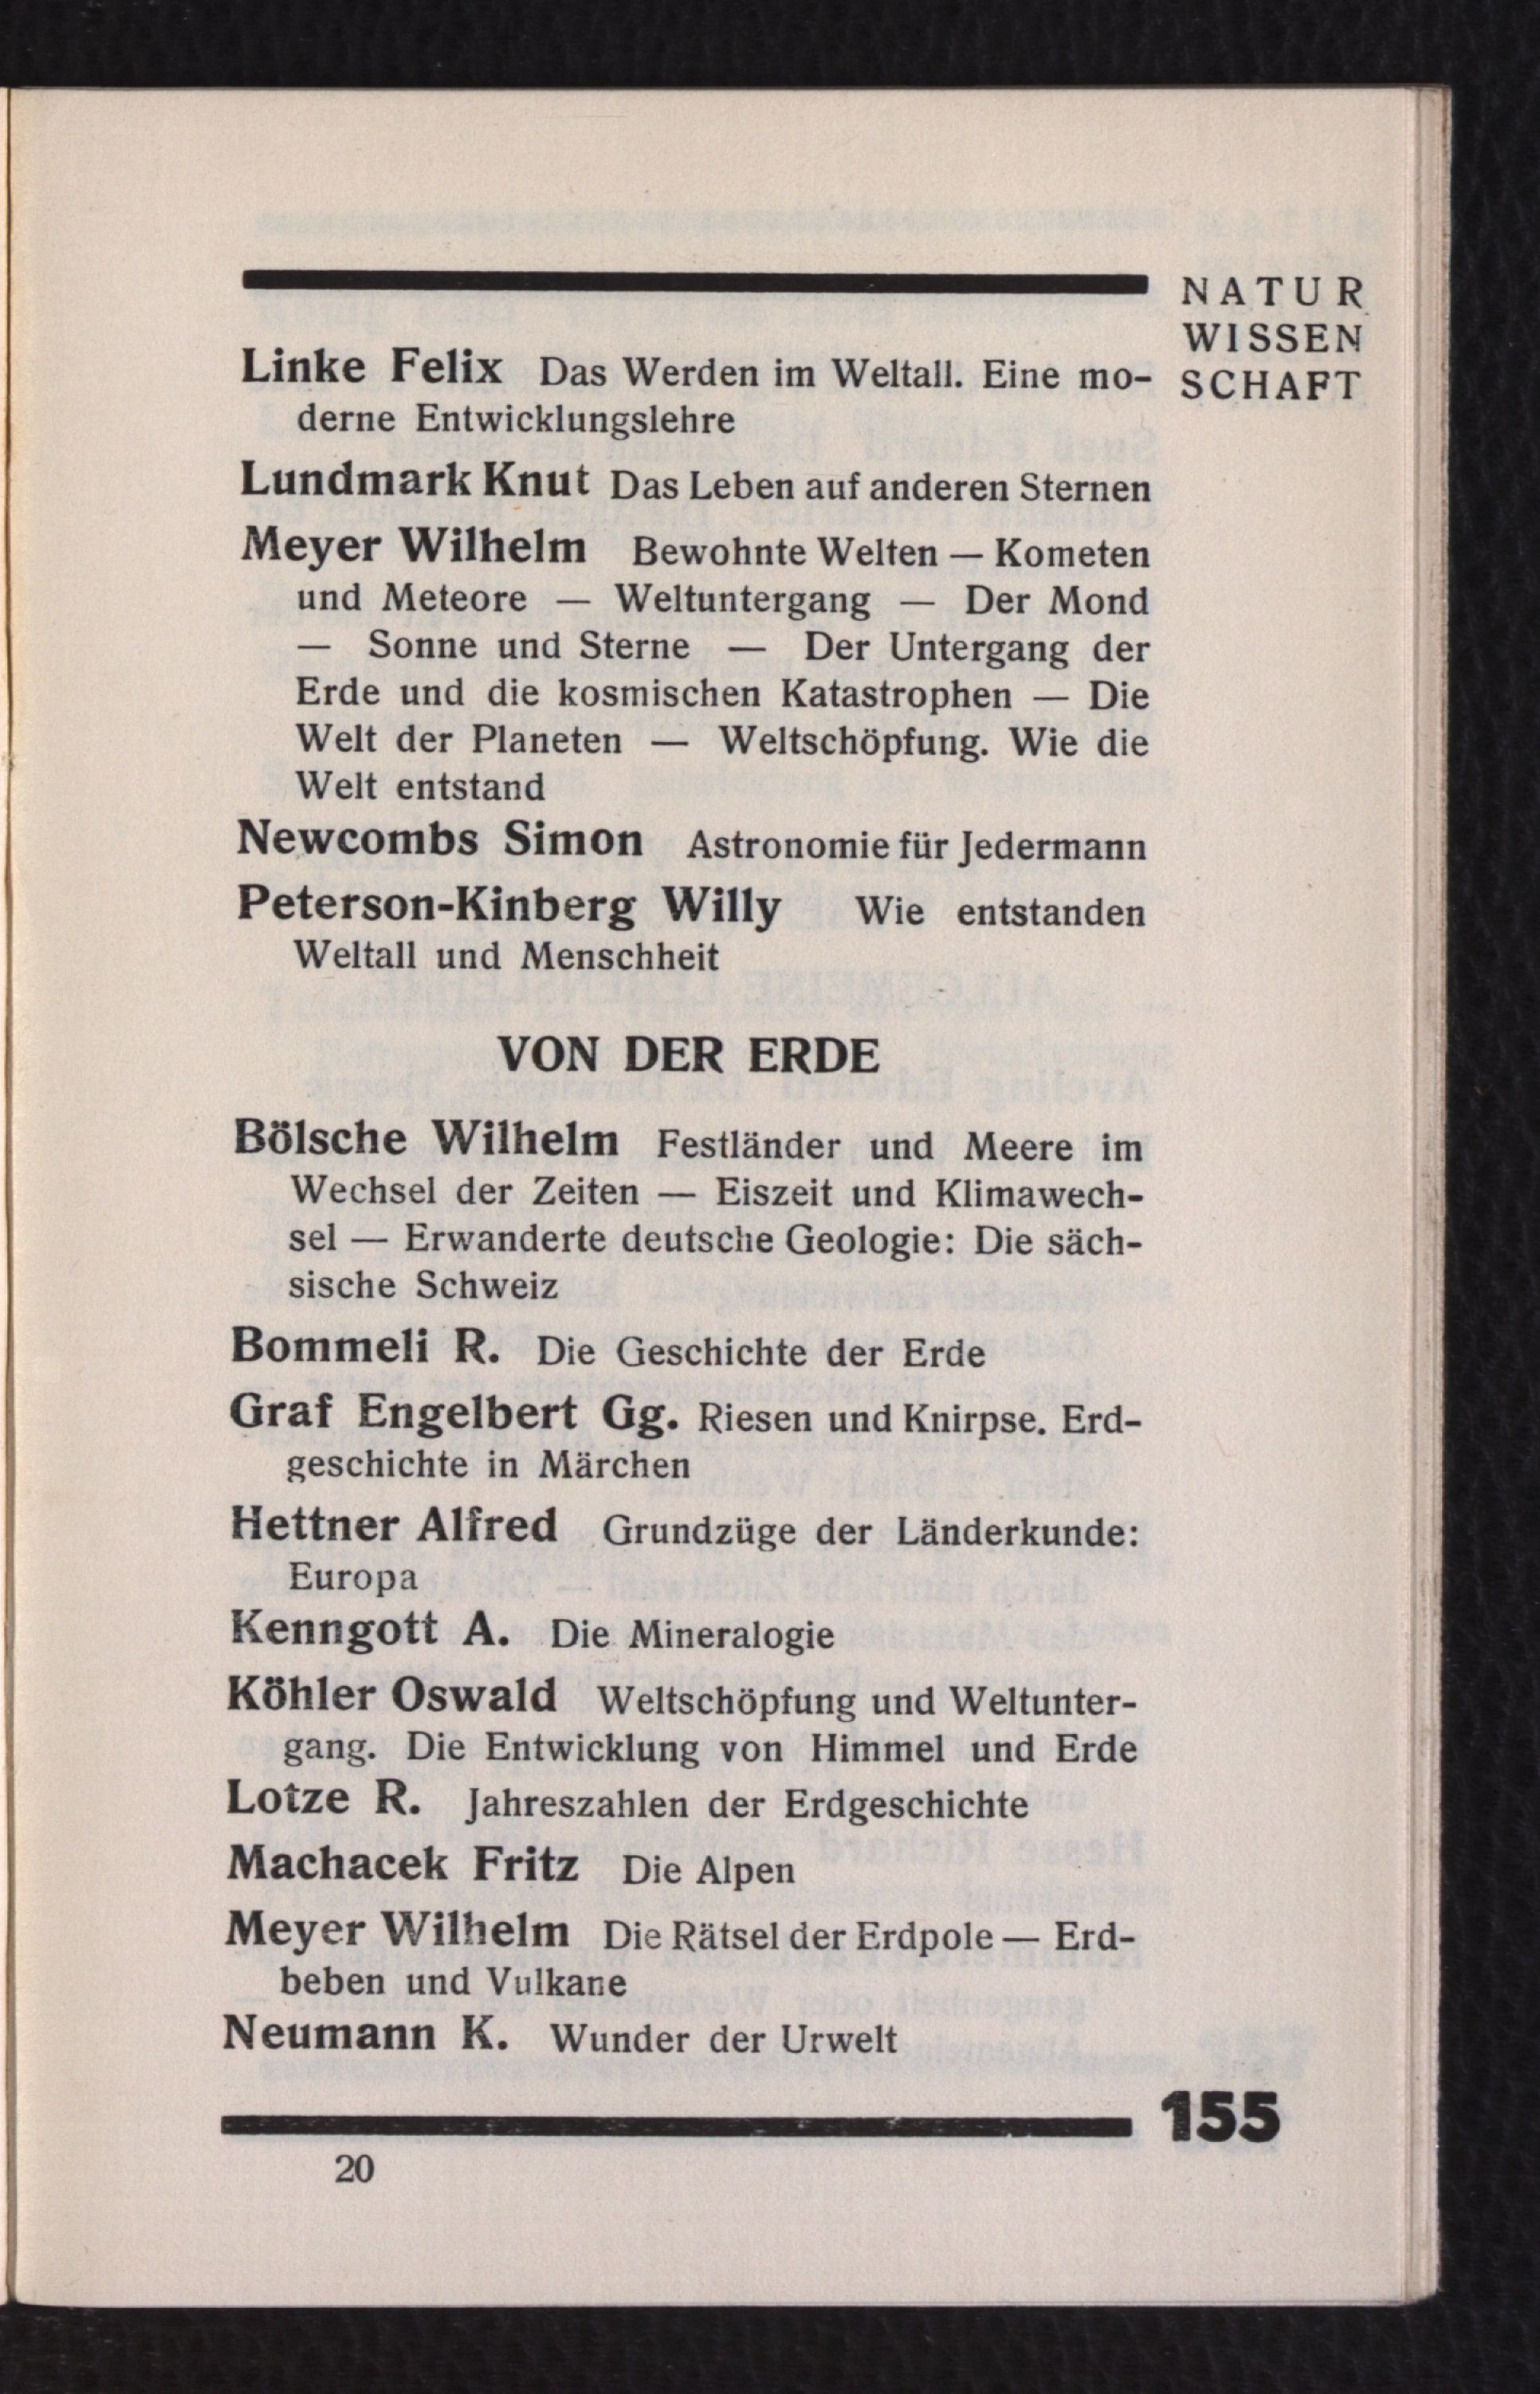 NATUR
WISSEN
SCHAFT
Linke Felix Das Werden im Weltall. Eine mo-
derne Entwicklungslehre
Lundmark Knut Das Leben auf anderen Sternen
Meyer Wilhelm Bewohnte Welten — Kometen
und Meteore — Weltuntergang — Der Mond
— Sonne und Sterne — Der Untergang der
Erde und die kosmischen Katastrophen — Die
Welt der Planeten — Weltschöpfung. Wie die
Welt entstand
Newcombs Simon Astronomie für Jedermann
Peterson-Kinberg Willy Wie entstanden
Weltall und Menschheit
VON DER ERDE
Bölsche Wilhelm Festländer und Meere im
Wechsel der Zeiten — Eiszeit und Klimawech-
sel — Erwanderte deutsche Geologie: Die säch-
sische Schweiz
Bommeli R. Die Geschichte der Erde
Graf Engelbert Gg. Riesen und Knirpse. Erd-
geschichte in Märchen
Hettner Alfred Grundzüge der Länderkunde:
Europa
Kenngott A. Die Mineralogie
Köhler Oswald Weltschöpfung und Weltunter-
gang. Die Entwicklung von Himmel und Erde
Lotze R. Jahreszahlen der Erdgeschichte
Machacek Fritz Die Alpen
Meyer Wilhelm Die Rätsel der Erdpole — Erd-
beben und Vulkane
Neumann K. Wunder der Urwelt
155
20